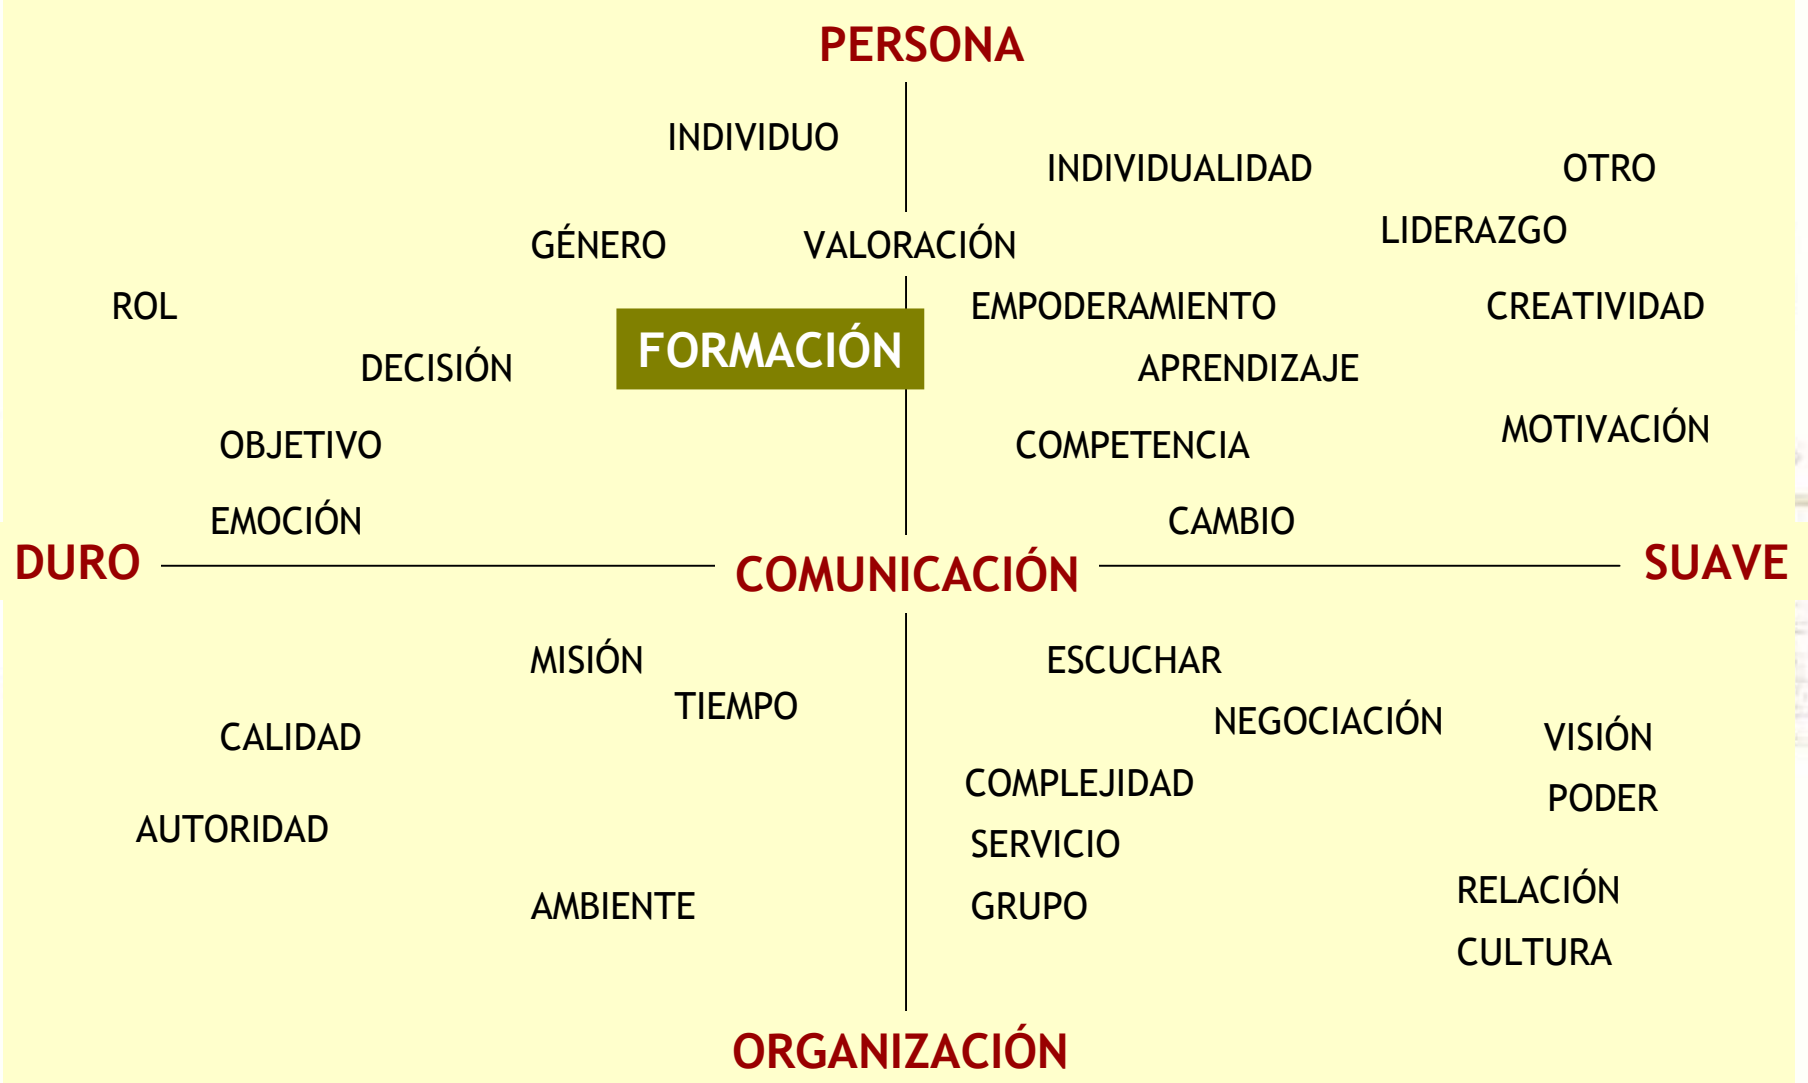 PERSONA
INDIVIDUO
INDIVIDUALIDAD
OTRO
LIDERAZGO
GÉNERO
VALORACIÓN
ROL
EMPODERAMIENTO
CREATIVIDAD
FORMACIÓN
DECISIÓN
APRENDIZAJE
OBJETIVO
COMPETENCIA
MOTIVACIÓN
EMOCIÓN
CAMBIO
DURO
COMUNICACIÓN
SUAVE
MISIÓN
ESCUCHAR
TIEMPO
NEGOCIACIÓN
CALIDAD
VISIÓN
COMPLEJIDAD
PODER
AUTORIDAD
SERVICIO
AMBIENTE
GRUPO
RELACIÓN
CULTURA
ORGANIZACIÓN